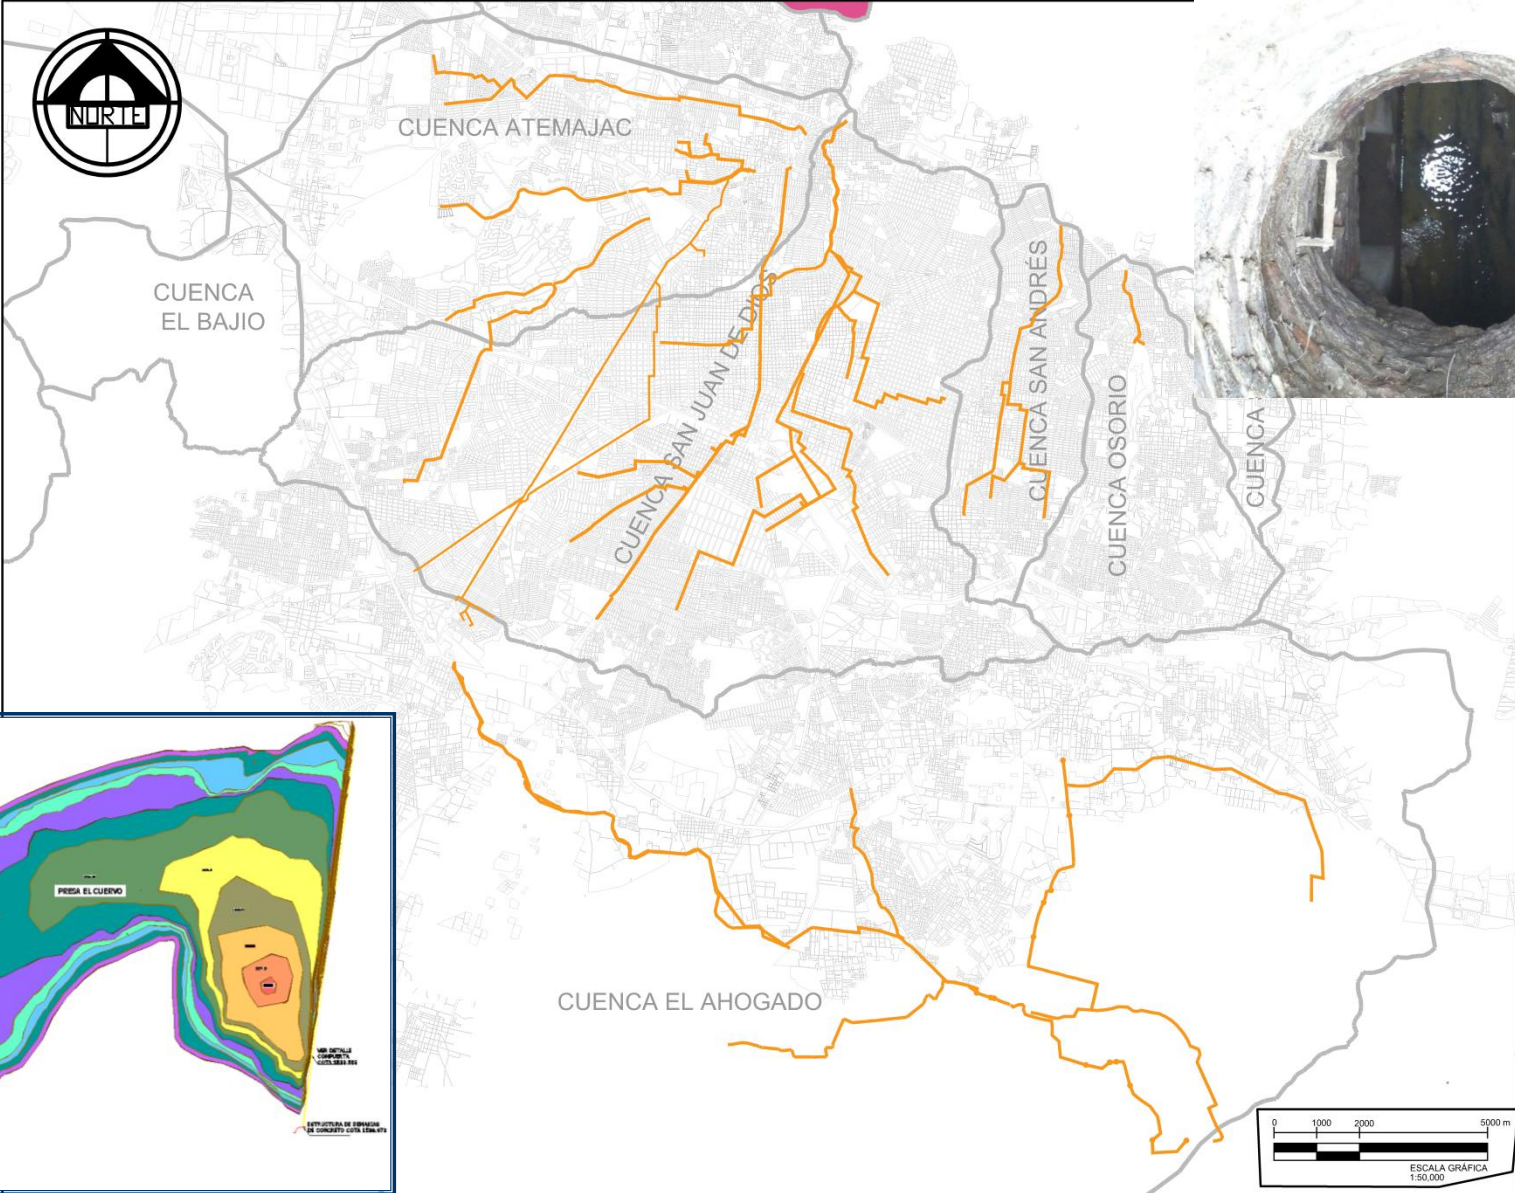 NORTE
CUENCA ATEMAJAC
CUENCA
EL BAJIO
CUENCA SAN JUAN DE DIOS
CUENCA SAN ANDRÉS
CUENCA OSORIO
CUENCA
CUENCA EL AHOGADO
PRESA EL CUERVO
VER DETALLE
COMPUERTA
ESTRUCTURA DE DEMASIAS
DE CONCRETO COTA
0 1000 2000 5000 m
ESCALA GRÁFICA
1:50,000